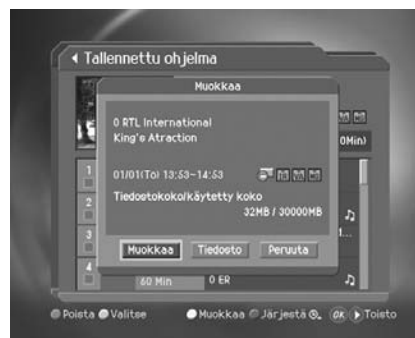 Tallennettu ohjelma
Muokkaa
0 RTL International
King's Atraction
0Min)
01/01(To) 13:53~14:53
1
Tiedostokoko/käytetty koko
2
32MB / 30000MB
3
Muokkaa Tiedosto Peruuta
4
60 Min 0 ER
Poista Valitse Muokkaa Järjestä OK Toisto